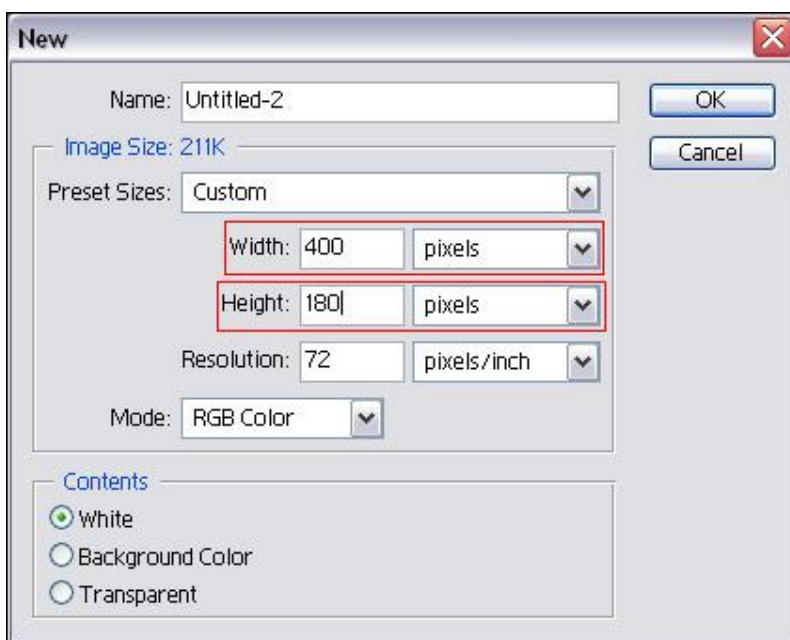 New
Name: Untitled-2
OK
Image Size: 211K
Cancel
Preset Sizes: Custom
Width: 400 pixels
Height: 180 pixels
Resolution: 72 pixels/inch
Mode: RGB Color
Contents
White
Background Color
Transparent